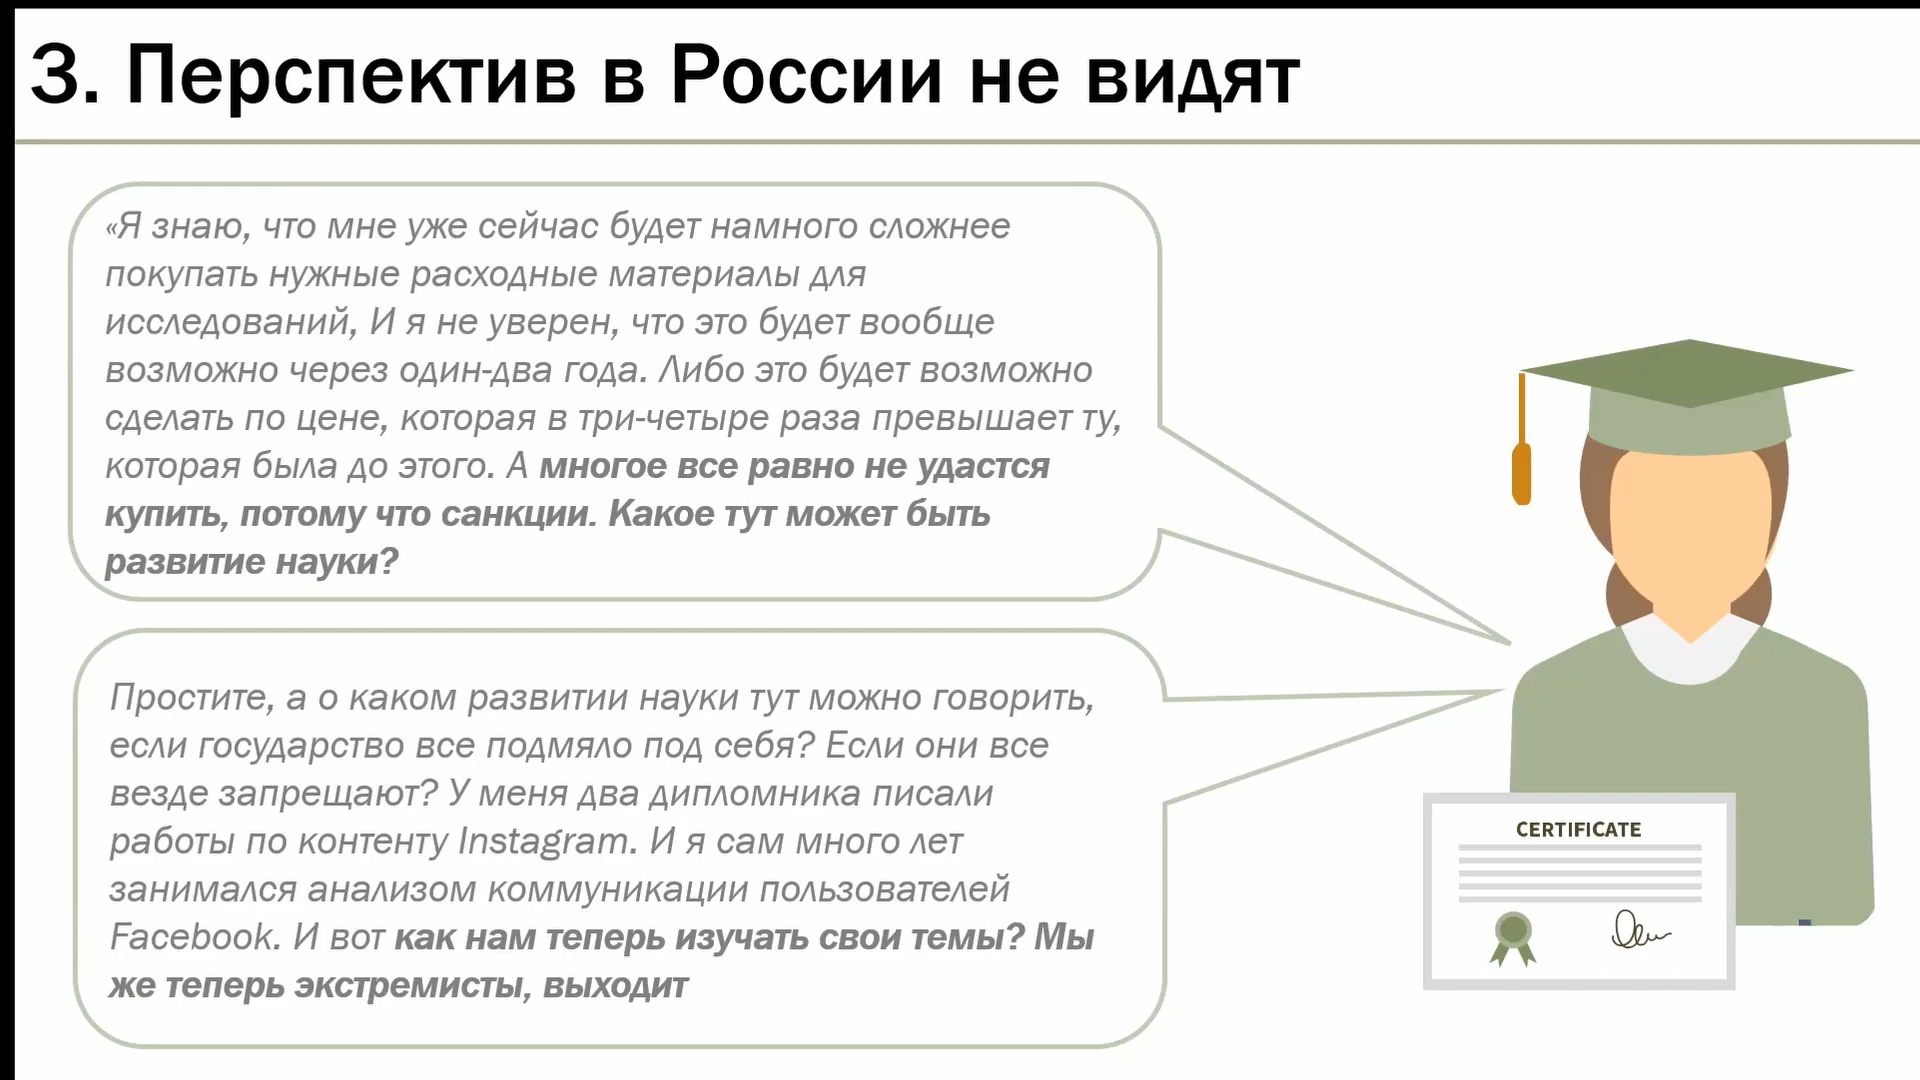 3. Перспектив в России не видят
«Я знаю, что мне уже сейчас будет намного сложнее
покупать нужные расходные материалы для
исследований, И я не уверен, что это будет вообще
возможно через один-два года. Либо это будет возможно
сделать по цене, которая в три-четыре раза превышает ту,
которая была до этого. А многое все равно не удастся
купить, потому что санкции. Какое тут может быть
развитие науки?
Простите, а о каком развитии науки тут можно говорить,
если государство все подмяло под себя? Если они все
везде запрещают? У меня два дипломника писали
работы по контенту Instagram. И я сам много лет
занимался анализом коммуникации пользователей
Facebook. И вот как нам теперь изучать свои темы? Мы
же теперь экстремисты, выходит
CERTIFICATE